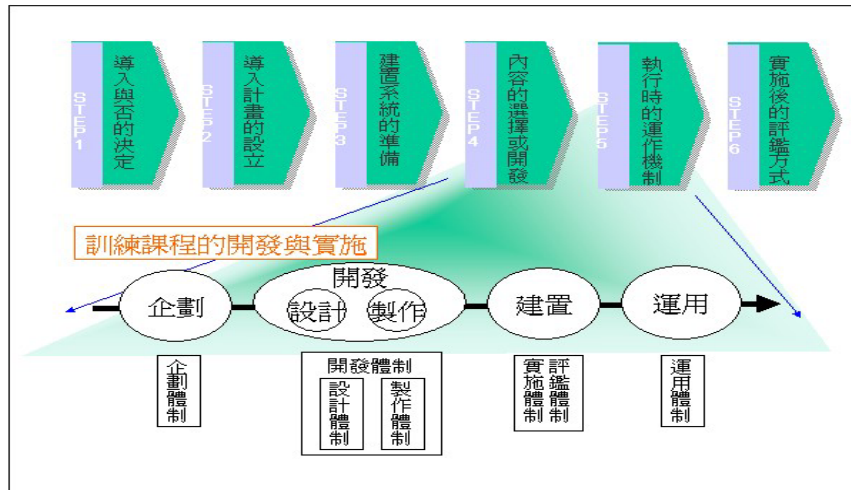 STEP1
導入與否的決定
STEP2
導入計畫的設立
STEP3
建置系統的準備
STEP4
內容的選擇或開發
STEP5
執行時的運作機制
STEP6
實施後的評鑑方式
訓練課程的開發與實施
企劃
開發
設計
製作
建置
運用
企劃體制
開發體制
設計體制
製作體制
實施體制
評鑑體制
運用體制